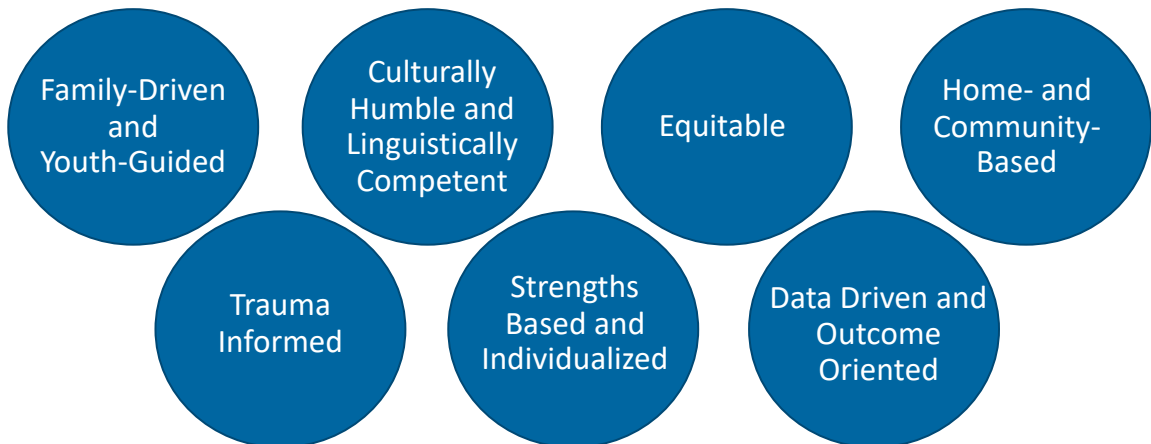 Family-Driven
and
Youth-Guided
Culturally
Humble and
Linguistically
Competent
Equitable
Home- and
Community-
Based
Trauma
Informed
Strengths
Based and
Individualized
Data Driven and
Outcome
Oriented